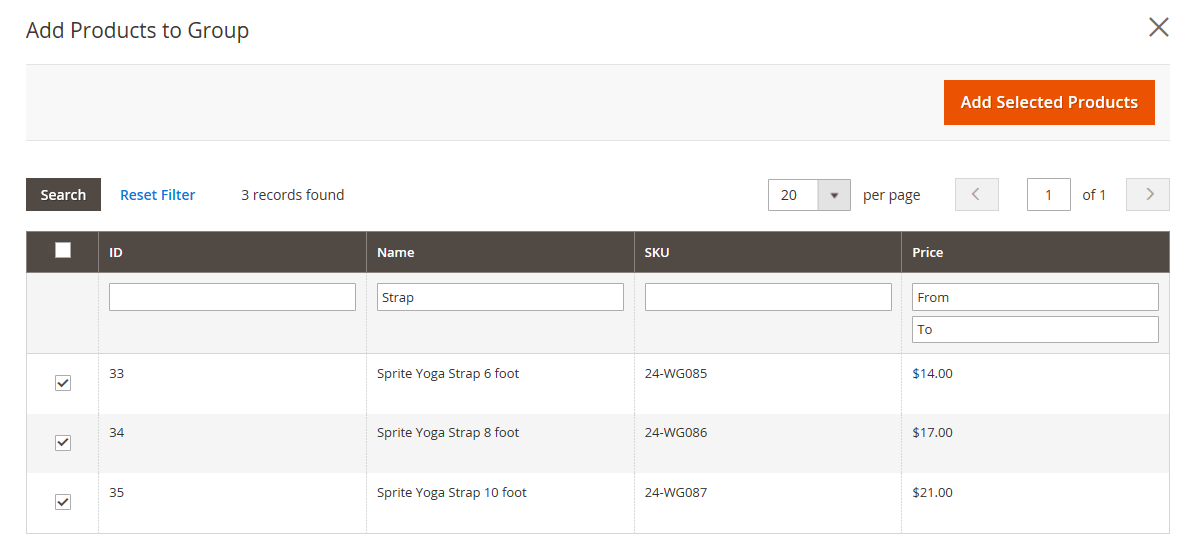 Add Products to Group
Add Selected Products
Search Reset Filter 3 records found 20 per page 1 of 1
ID Name SKU Price
Strap From
To
33 Sprite Yoga Strap 6 foot 24-WG085 $14.00
34 Sprite Yoga Strap 8 foot 24-WG086 $17.00
35 Sprite Yoga Strap 10 foot 24-WG087 $21.00